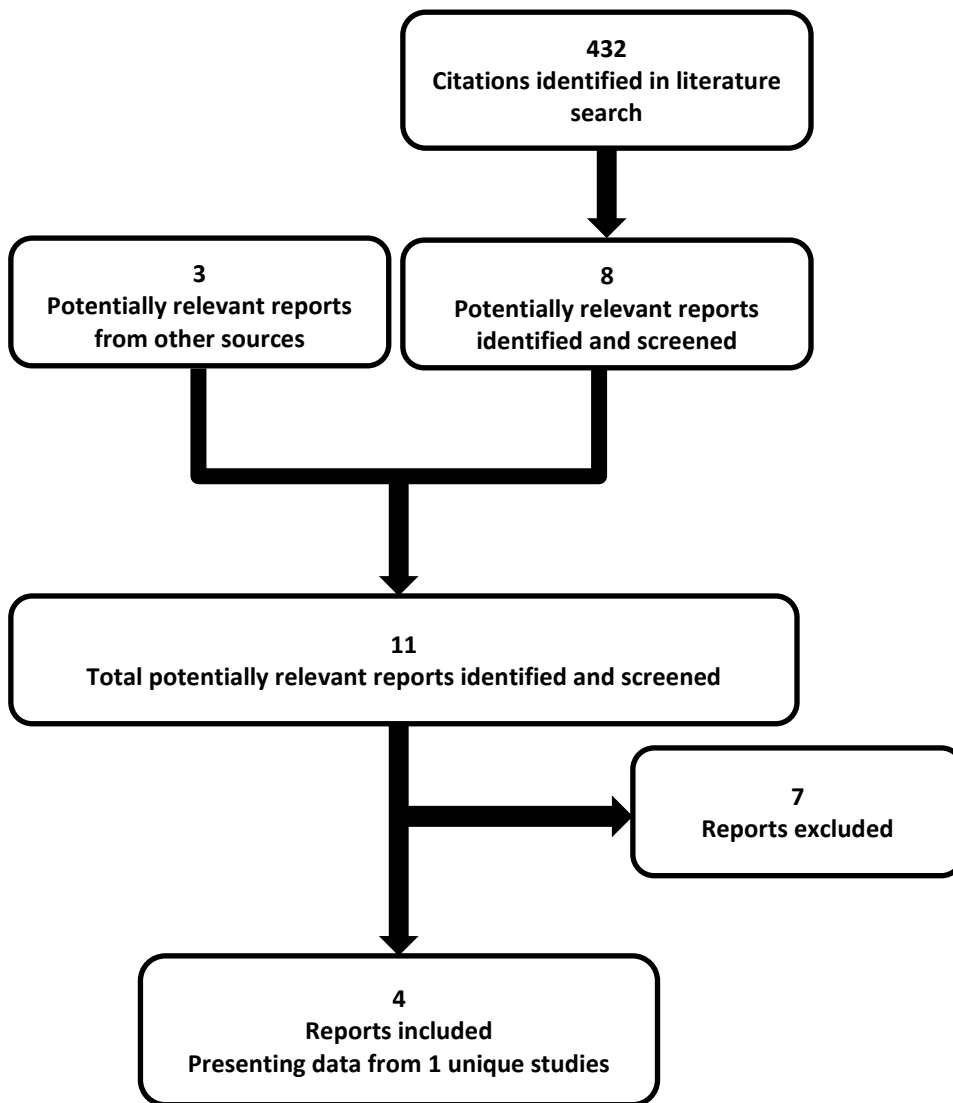 432
Citations identified in literature
search
3
Potentially relevant reports
from other sources
8
Potentially relevant reports
identified and screened
11
Total potentially relevant reports identified and screened
7
Reports excluded
4
Reports included
Presenting data from 1 unique studies